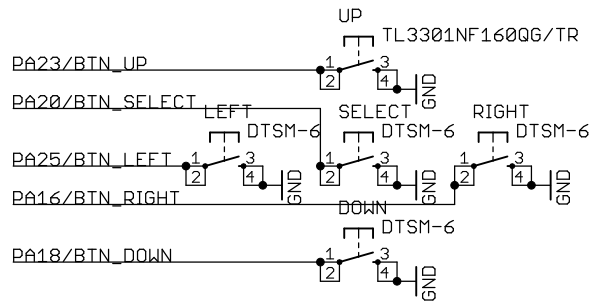 UP
TL3301NF160QG/TR
PA23/BTN_UP
1 3
2 4
GND
PA20/BTN_SELECT
LEFT SELECT RIGHT
DTSM-6 DTSM-6 DTSM-6
PA25/BTN_LEFT
1 3 1 3 1 3
2 4 2 4 2 4
GND GND GND
PA16/BTN_RIGHT
DOWN
DTSM-6
PA18/BTN_DOWN
1 3
2 4
GND